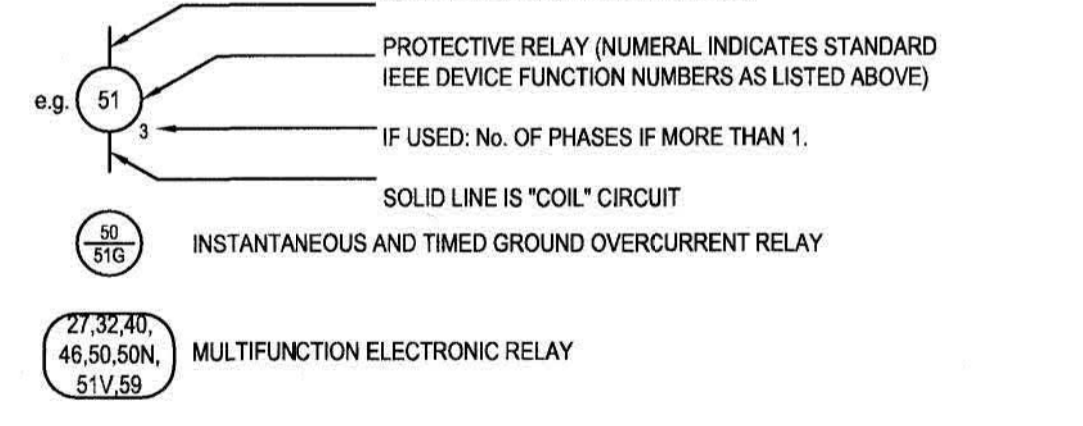 PROTECTIVE RELAY (NUMERAL INDICATES STANDARD
IEEE DEVICE FUNCTION NUMBERS AS LISTED ABOVE)
e.g. 51
3
IF USED: No. OF PHASES IF MORE THAN 1.
SOLID LINE IS "COIL" CIRCUIT
50
51G
INSTANTANEOUS AND TIMED GROUND OVERCURRENT RELAY
27,32,40,
46,50,50N,
51V,59
MULTIFUNCTION ELECTRONIC RELAY